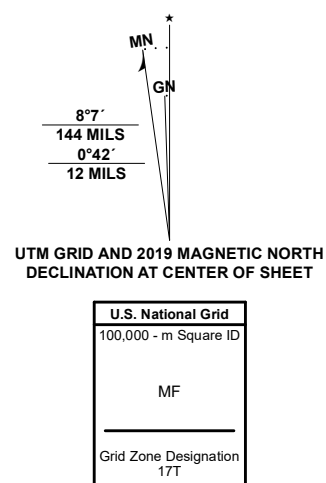 MN
GN
8°7´
144 MILS
0°42´
12 MILS
UTM GRID AND 2019 MAGNETIC NORTH
DECLINATION AT CENTER OF SHEET
U.S. National Grid
100,000 - m Square ID
MF
Grid Zone Designation
17T